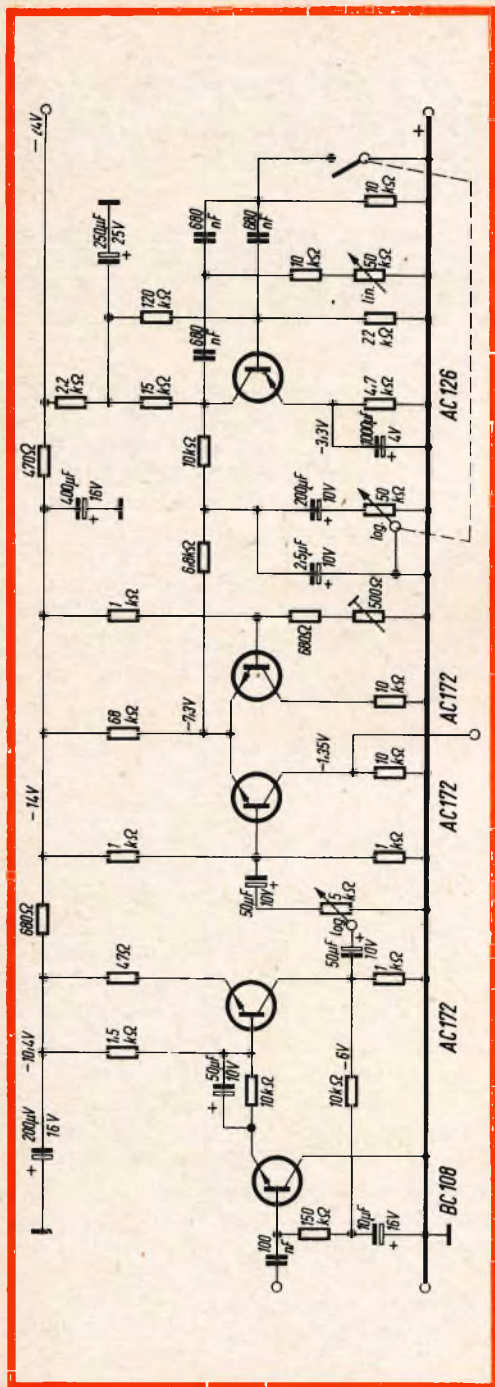 200µV
16V
-10,4V
680Ω
-14V
470Ω
-24V
400µF
16V
2.2
kΩ
250µF
25V
1,5
kΩ
47Ω
1
kΩ
68
kΩ
1
kΩ
15
kΩ
120
kΩ
50µF
10V
-7,3V
6.8kΩ
10kΩ
680
nF
680
nF
680
nF
10kΩ
50µF
10V
100
nF
150
kΩ
10kΩ
-6V
log.
5
kΩ
50µF
10V
-1,35V
680Ω
500Ω
2,5µF
10V
200µF
10V
log.
50
kΩ
-3,3V
1000µF
4V
4.7
kΩ
22
kΩ
10
kΩ
lin.
50
kΩ
10
kΩ
10µF
16V
1
kΩ
1
kΩ
10
kΩ
10
kΩ
+
BC108
AC172
AC172
AC172
AC126